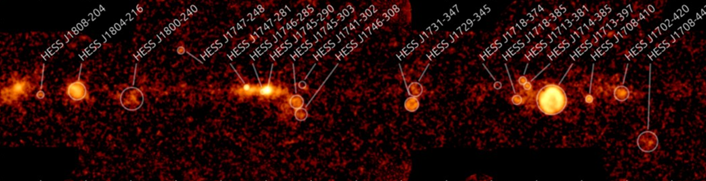 HESS J1808-204
HESS J1804-216
HESS J1800-240
HESS J1747-248
HESS J1747-281
HESS J1746-285
HESS J1745-290
HESS J1745-303
HESS J1741-302
HESS J1746-308
HESS J1731-347
HESS J1729-345
HESS J1718-374
HESS J1718-385
HESS J1713-381
HESS J1714-385
HESS J1713-397
HESS J1708-410
HESS J1702-420
HESS J1708-44